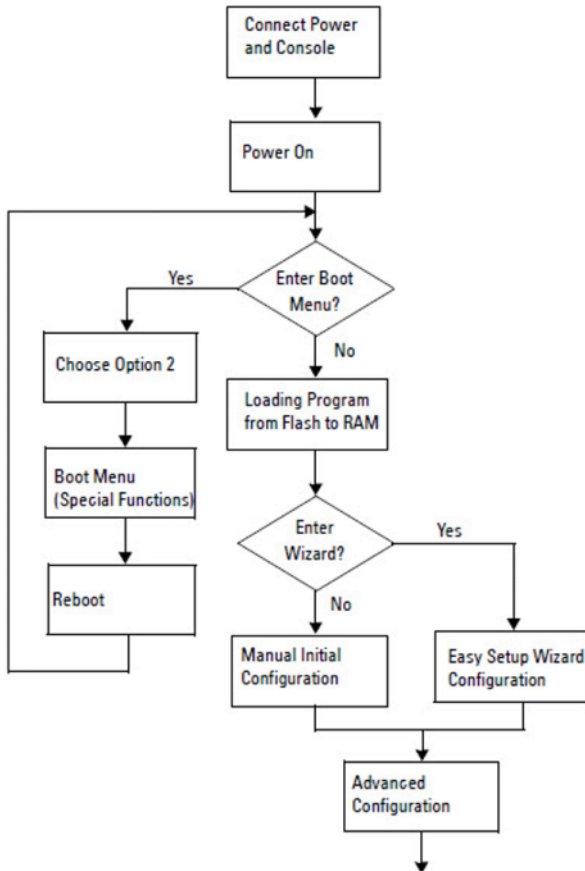 Connect Power
and Console
Power On
Enter Boot
Menu?
Yes
No
Choose Option 2
Loading Program
from Flash to RAM
Boot Menu
(Special Functions)
Enter
Wizard?
Yes
No
Reboot
Manual Initial
Configuration
Easy Setup Wizard
Configuration
Advanced
Configuration